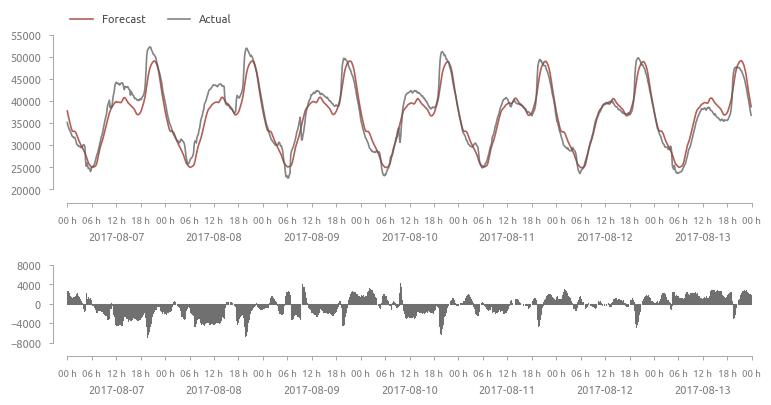 Forecast Actual
55000
50000
45000
40000
35000
30000
25000
20000
00 h 06 h 12 h 18 h 00 h 06 h 12 h 18 h 00 h 06 h 12 h 18 h 00 h 06 h 12 h 18 h 00 h 06 h 12 h 18 h 00 h 06 h 12 h 18 h 00 h 06 h 12 h 18 h 00 h
2017-08-07 2017-08-08 2017-08-09 2017-08-10 2017-08-11 2017-08-12 2017-08-13
8000
4000
0
−4000
−8000
00 h 06 h 12 h 18 h 00 h 06 h 12 h 18 h 00 h 06 h 12 h 18 h 00 h 06 h 12 h 18 h 00 h 06 h 12 h 18 h 00 h 06 h 12 h 18 h 00 h 06 h 12 h 18 h 00 h
2017-08-07 2017-08-08 2017-08-09 2017-08-10 2017-08-11 2017-08-12 2017-08-13